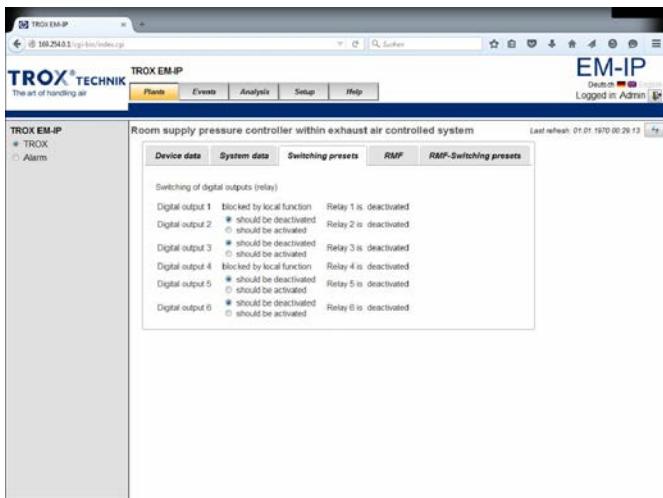 TROX EM-IP
169.254.0.1/cgi-bin/index.cgi
Suchen
TROX® TECHNIK
The art of handling air
TROX EM-IP
EM-IP
Deutsch English
Logged in: Admin
Plants Events Analysis Setup Help
TROX EM-IP
TROX
Alarm
Room supply pressure controller within exhaust air controlled system
Last refresh: 01.01.1970 00:29:13
Device data System data Switching presets RMF RMF-Switching presets
Switching of digital outputs (relay)
Digital output 1 blocked by local function Relay 1 is deactivated
Digital output 2 should be deactivated Relay 2 is deactivated
should be activated
Digital output 3 should be deactivated Relay 3 is deactivated
should be activated
Digital output 4 blocked by local function Relay 4 is deactivated
Digital output 5 should be deactivated Relay 5 is deactivated
should be activated
Digital output 6 should be deactivated Relay 6 is deactivated
should be activated